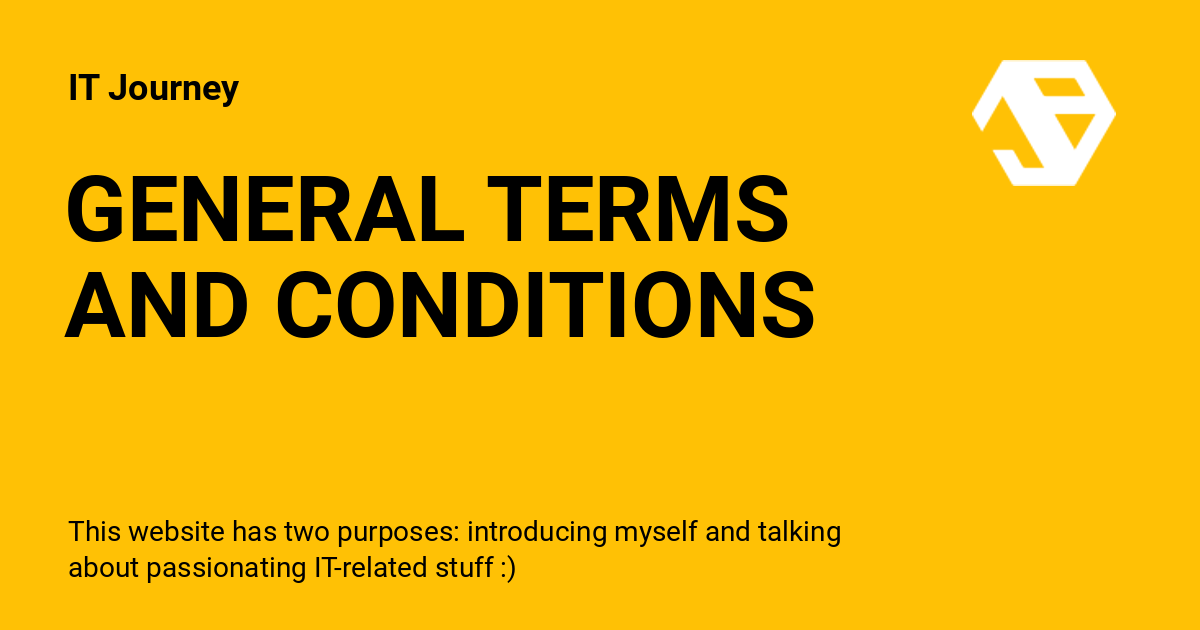 IT Journey
GENERAL TERMS
AND CONDITIONS
This website has two purposes: introducing myself and talking
about passionating IT-related stuff :)